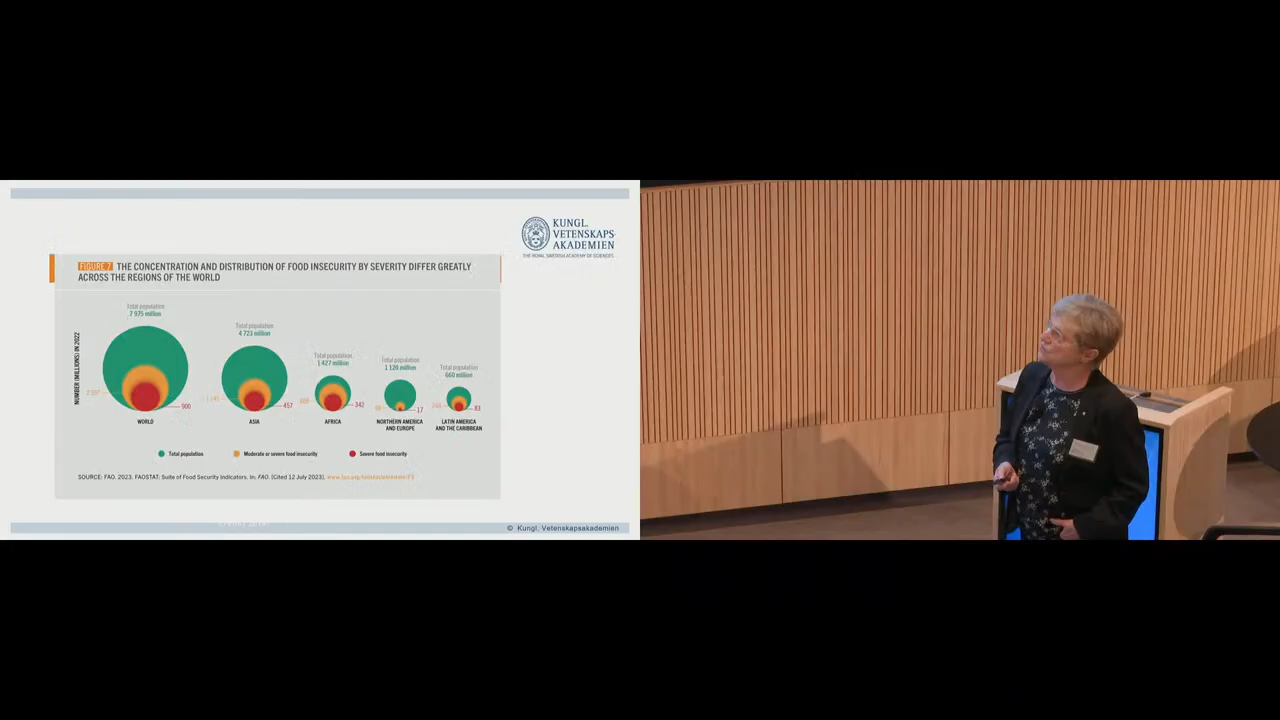 KUNGL.
VETENSKAPS-
AKADEMIEN
THE ROYAL SWEDISH ACADEMY OF SCIENCES
FIGURE 7 THE CONCENTRATION AND DISTRIBUTION OF FOOD INSECURITY BY SEVERITY DIFFER GREATLY
ACROSS THE REGIONS OF THE WORLD
NUMBER (MILLIONS) IN 2022
Total population
7 975 million
Total population
4 723 million
Total population
1 427 million
Total population
1 120 million
Total population
660 million
900
457
342
17
83
WORLD
ASIA
AFRICA
NORTHERN AMERICA
AND EUROPE
LATIN AMERICA
AND THE CARIBBEAN
Total population
Moderate or severe food insecurity
Severe food insecurity
SOURCE: FAO. 2023. FAOSTAT: Suite of Food Security Indicators. In: FAO. [Cited 12 July 2023].
© Kungl. Vetenskapsakademien